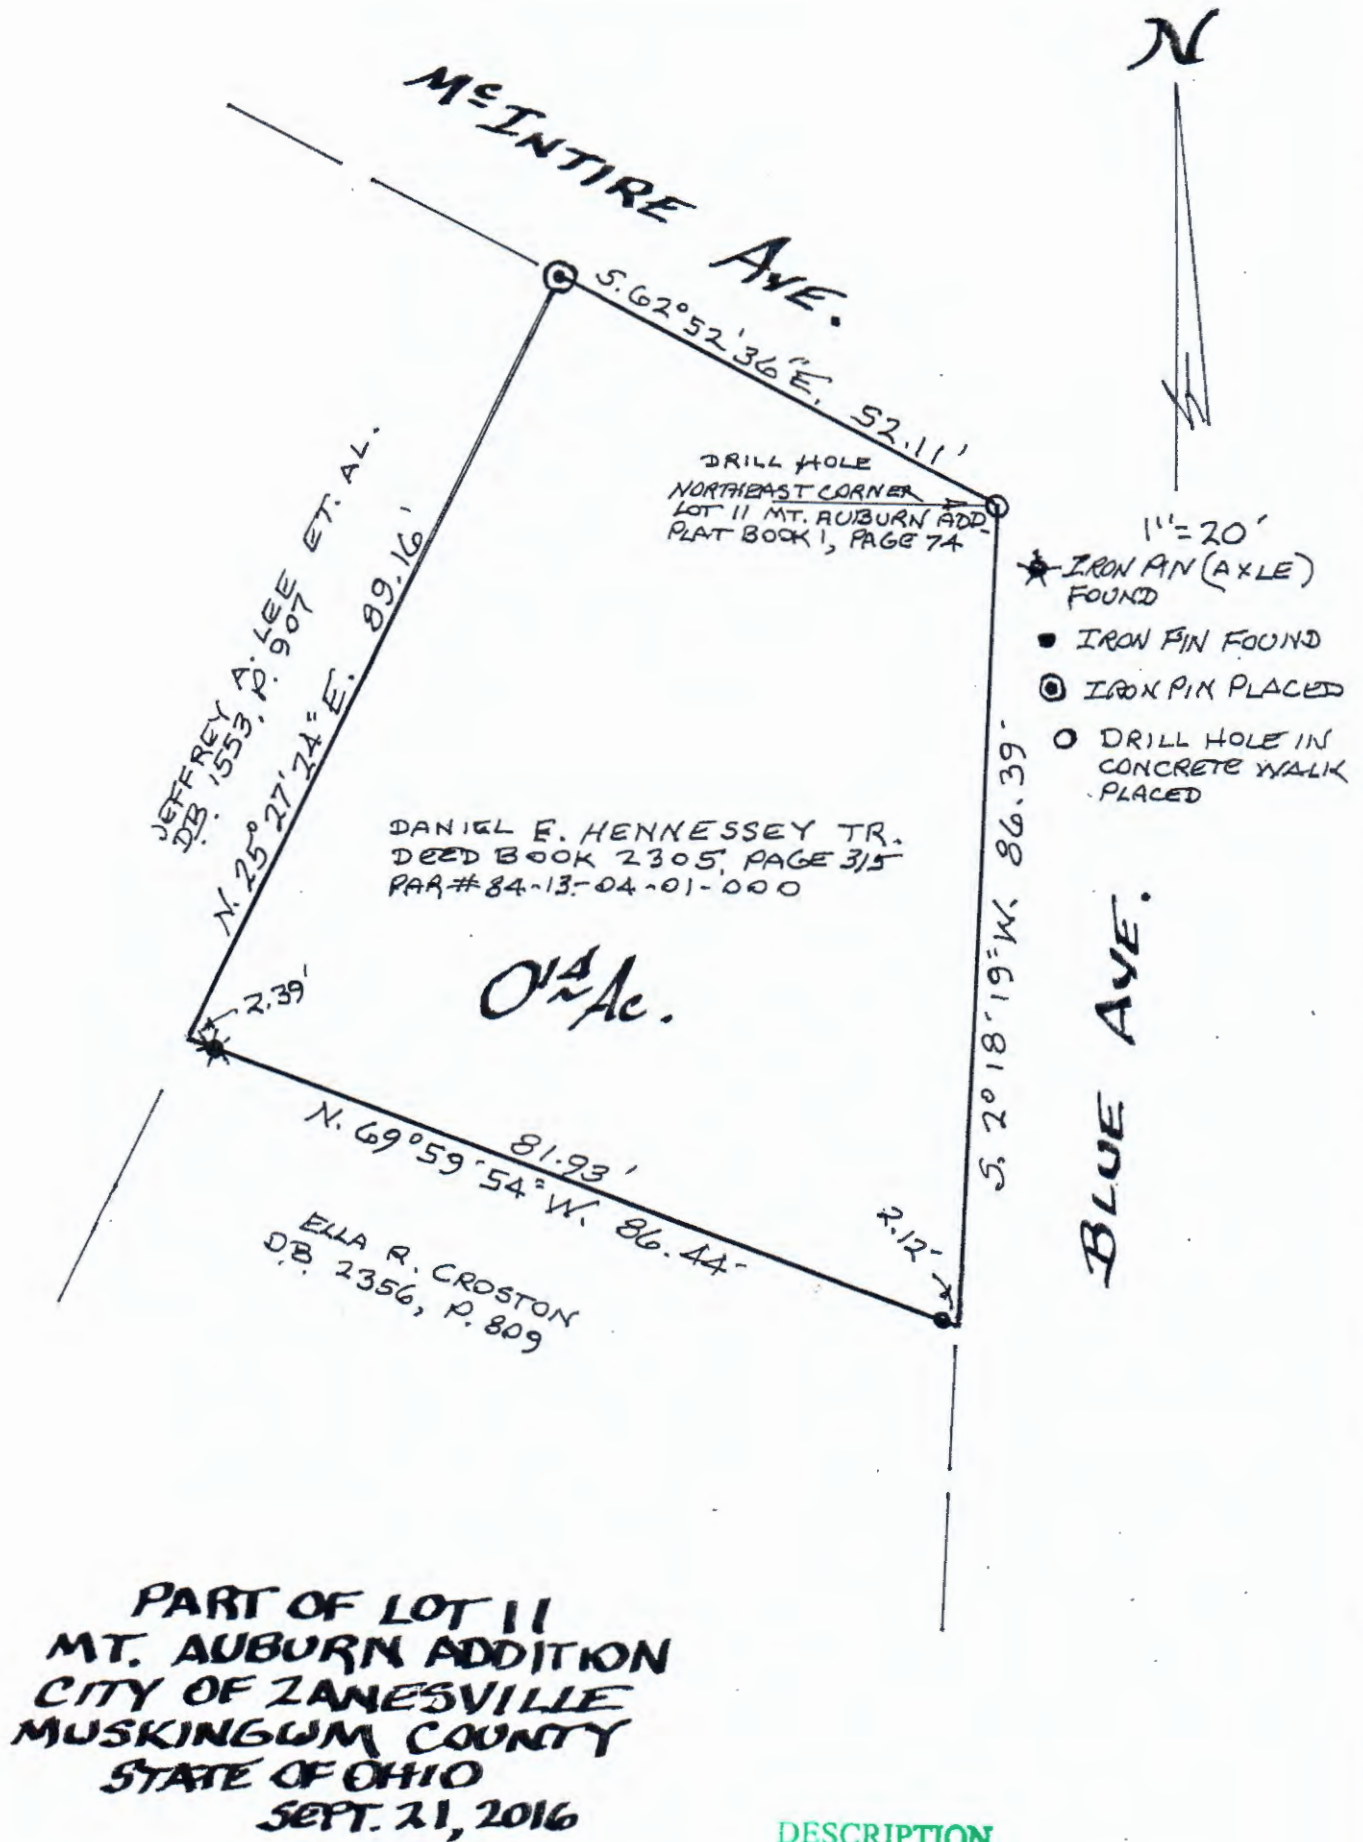 N
McINTIRE AVE.
S. 62° 52' 36" E. 52.11'
DRILL HOLE
NORTHEAST CORNER
LOT 11 MT. AUBURN ADD.
PLAT BOOK 1, PAGE 74
1"= 20'
IRON PIN (AXLE)
FOUND
IRON PIN FOUND
IRON PIN PLACED
DRILL HOLE IN
CONCRETE WALK
PLACED
JEFFREY A. LEE ET. AL.
D.B. 1553, P. 907
N. 25° 27' 24" E. 89.16'
DANIEL E. HENNESSEY TR.
DEED BOOK 2305, PAGE 315
PAR# 84-13-04-01-000
0.14 Ac.
S. 2° 18' 19" W. 86.39'
BLUE AVE.
2.39'
81.93'
N. 69° 59' 54" W. 86.44'
2.12'
ELLA R. CROSTON
D.B. 2356, P. 809
PART OF LOT 11
MT. AUBURN ADDITION
CITY OF ZANESVILLE
MUSKINGUM COUNTY
STATE OF OHIO
SEPT. 21, 2016
DESCRIPTION